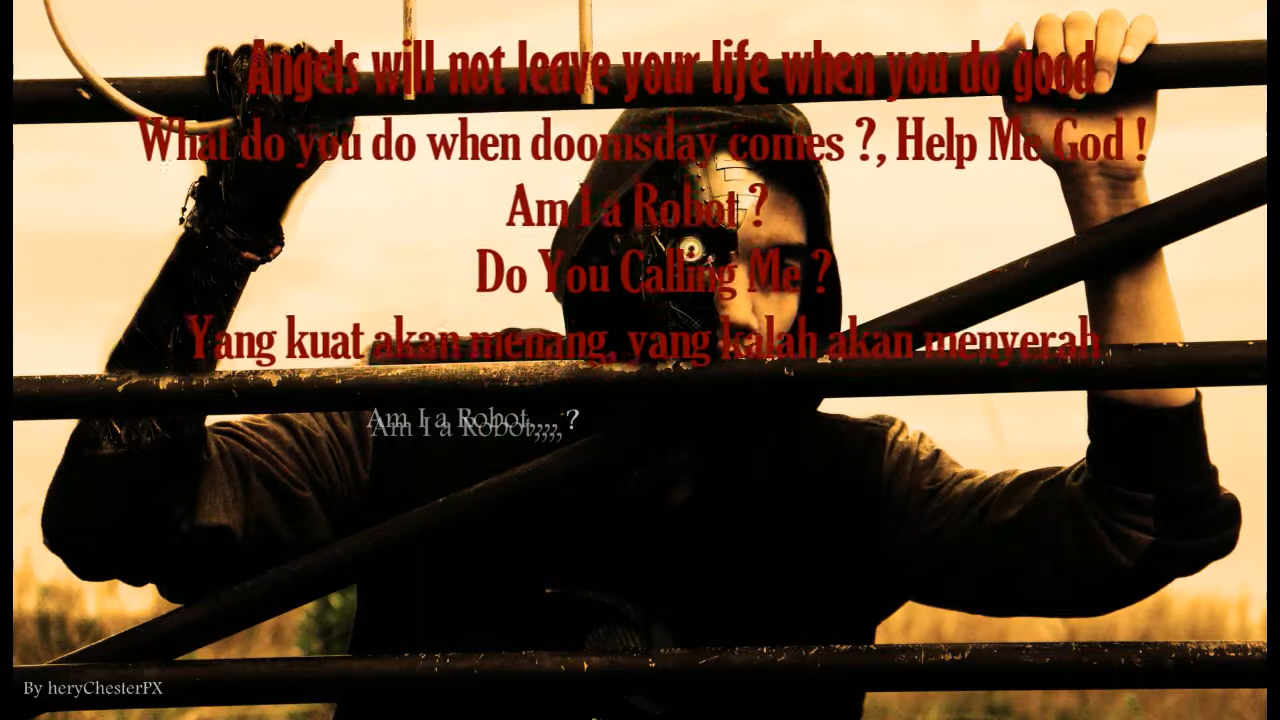 Angels will not leave your life when you do good
What do you do when doomsday comes ?, Help Me God !
Am I a Robot ?
Do You Calling Me ?
Yang kuat akan menang, yang kalah akan menyerah
Am I a Robot,,,, ?
Am I a Robot,,,,
By heryChesterPX